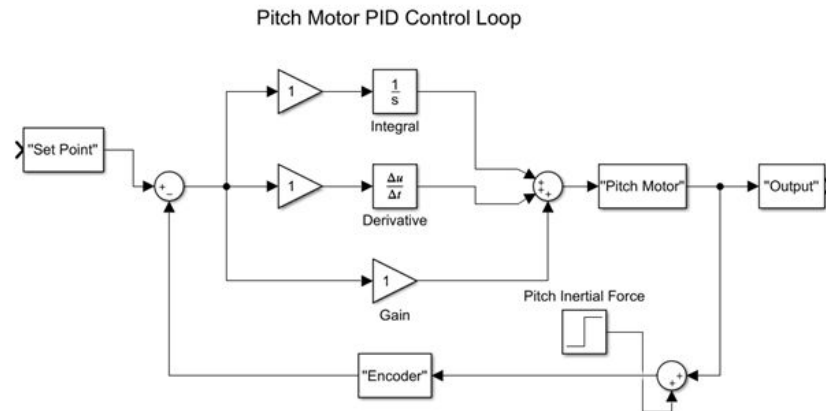 Pitch Motor PID Control Loop
1
1
s
Integral
"Set Point"
+
−
1
Δu
Δt
Derivative
+
+
+
"Pitch Motor"
"Output"
1
Gain
Pitch Inertial Force
"Encoder"
+
+